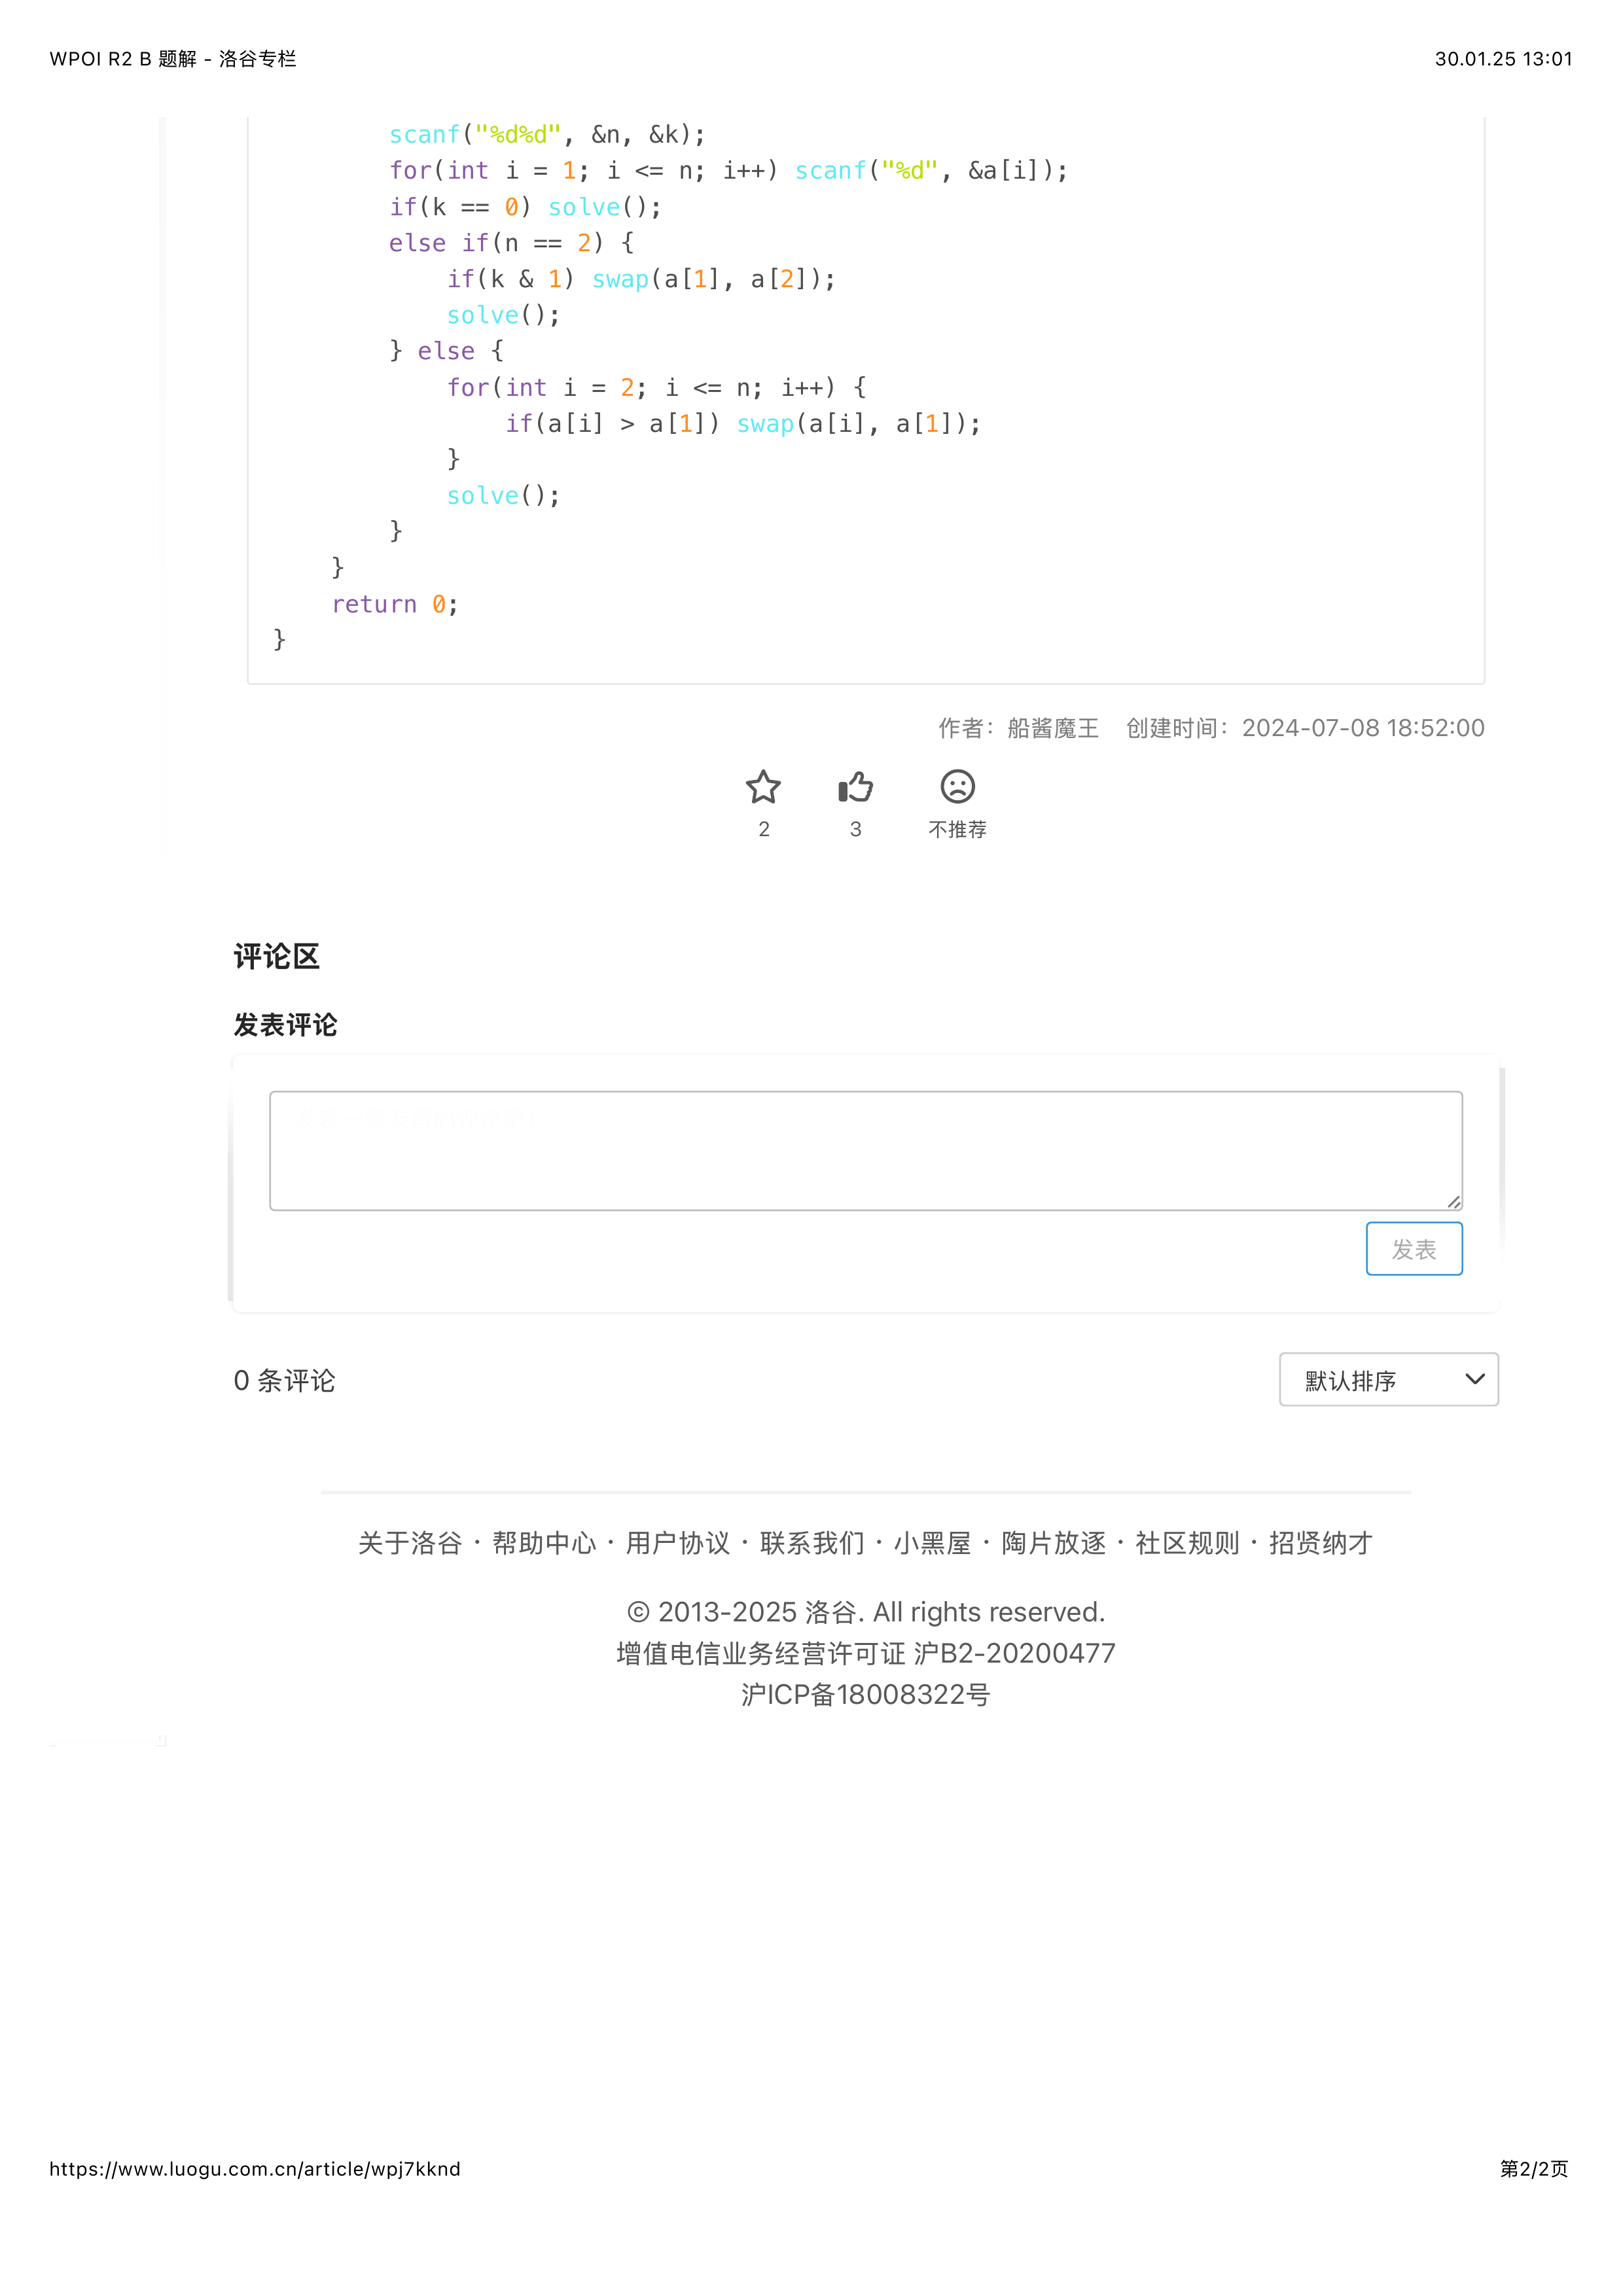 WPOI R2 B 题解 - 洛谷专栏
30.01.25 13:01
scanf("%d%d", &n, &k);
for(int i = 1; i <= n; i++) scanf("%d", &a[i]);
if(k == 0) solve();
else if(n == 2) {
if(k & 1) swap(a[1], a[2]);
solve();
} else {
for(int i = 2; i <= n; i++) {
if(a[i] > a[1]) swap(a[i], a[1]);
}
solve();
}
}
return 0;
}
作者：船酱魔王 创建时间：2024-07-08 18:52:00
2
3
不推荐
评论区
发表评论
发表
0 条评论
默认排序
关于洛谷 · 帮助中心 · 用户协议 · 联系我们 · 小黑屋 · 陶片放逐 · 社区规则 · 招贤纳才
© 2013-2025 洛谷. All rights reserved.
增值电信业务经营许可证 沪B2-20200477
沪ICP备18008322号
https://www.luogu.com.cn/article/wpj7kknd
第2/2页